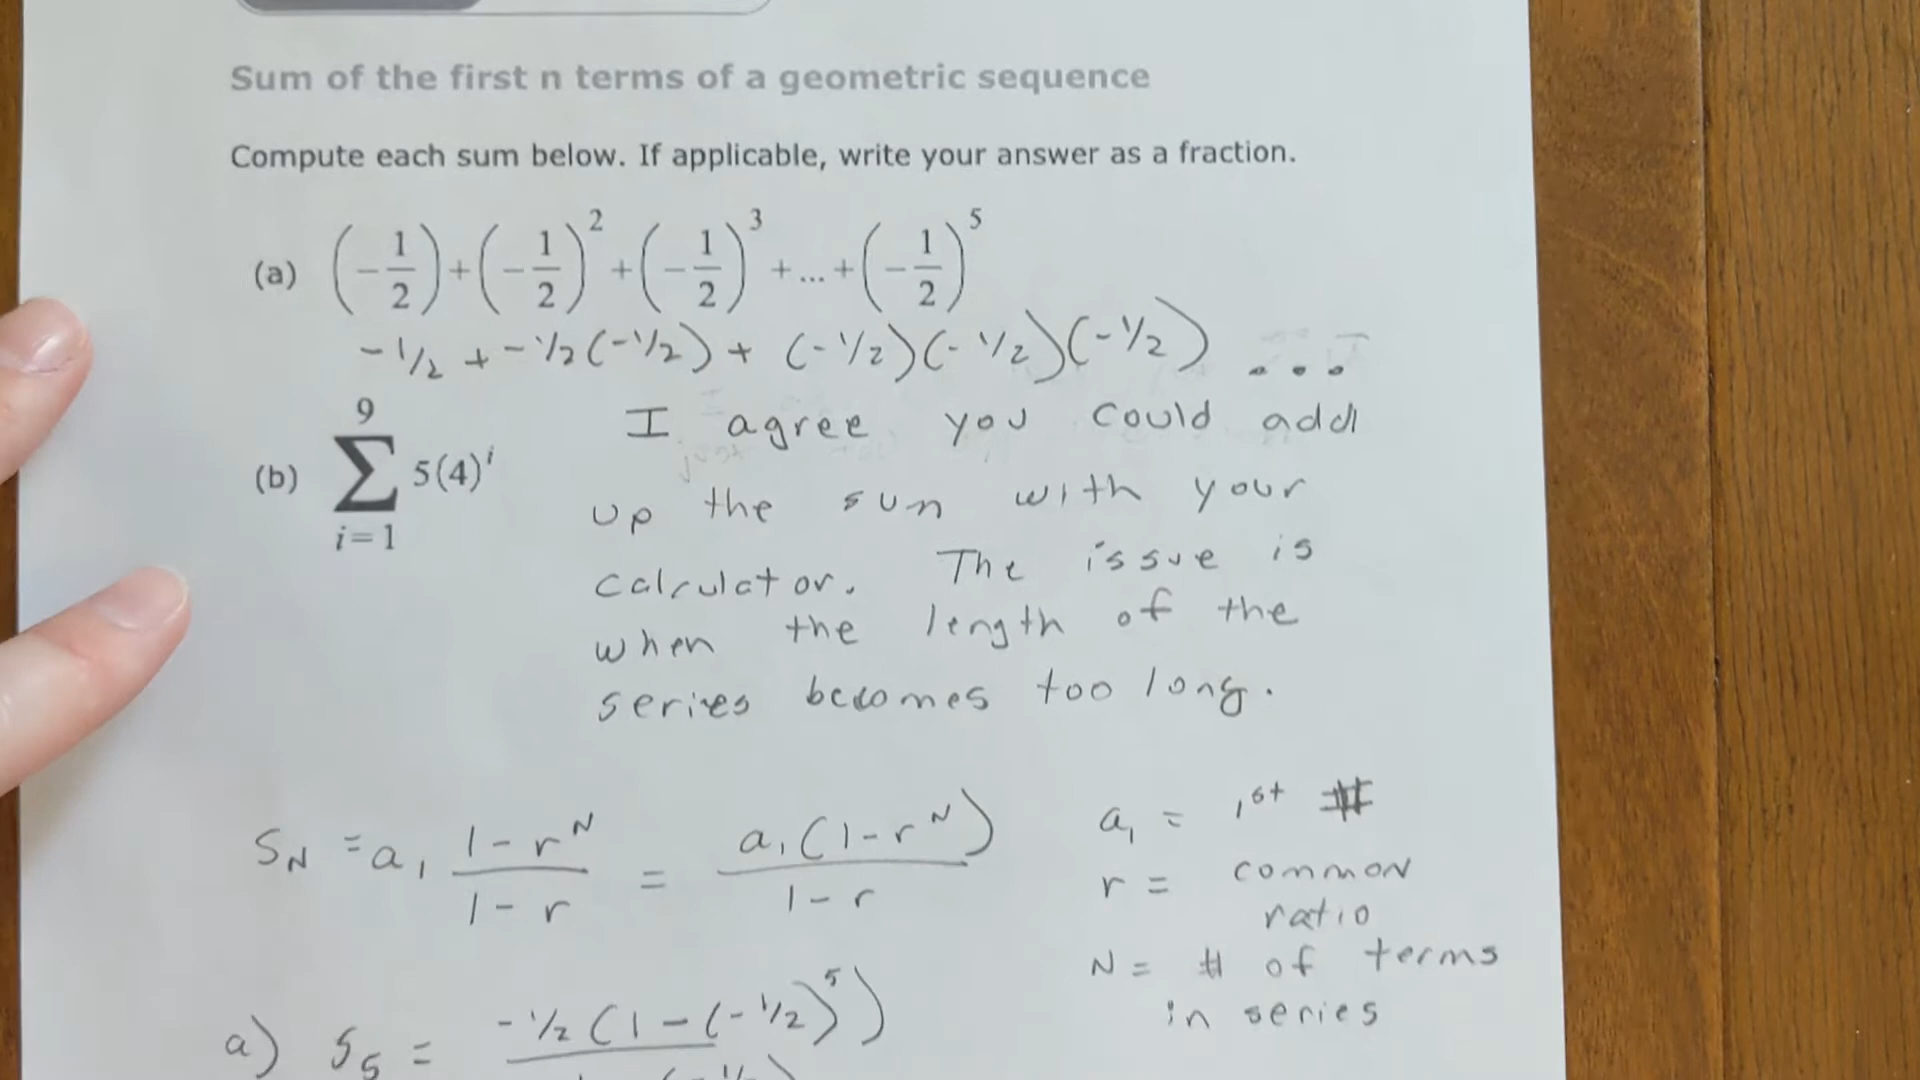 Sum of the first n terms of a geometric sequence
Compute each sum below. If applicable, write your answer as a fraction.
(a) (-1/2) + (-1/2)^2 + (-1/2)^3 + ... + (-1/2)^5
-1/2 + -1/2(-1/2) + (-1/2)(-1/2)(-1/2) ...
(b) 9 Σ i=1 5(4)^i
I agree you could add
up the sun with your
calculator. The issue is
when the length of the
series becomes too long.
S_N = a_1 (1-r^N)/(1-r) = a_1(1-r^N)/(1-r)
a_1 = 1st #
r = common
ratio
N = # of terms
in series
a) S_5 = -1/2(1-(-1/2)^5)